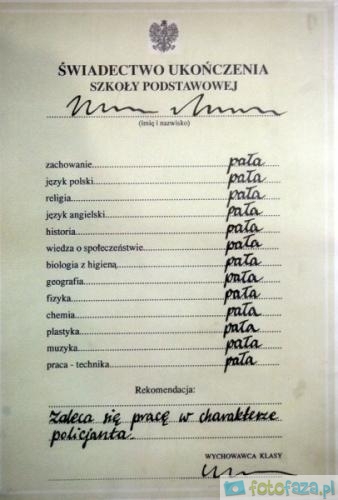 ŚWIADECTWO UKOŃCZENIA
SZKOŁY PODSTAWOWEJ
(imię i nazwisko)
zachowanie pała
język polski pała
religia pała
język angielski pała
historia pała
wiedza o społeczeństwie pała
biologia z higieną pała
geografia pała
fizyka pała
chemia pała
plastyka pała
muzyka pała
praca - technika pała
Rekomendacja:
Zaleca się pracę w charakterze
policjanta.
WYCHOWAWCA KLASY
fotofaza.pl